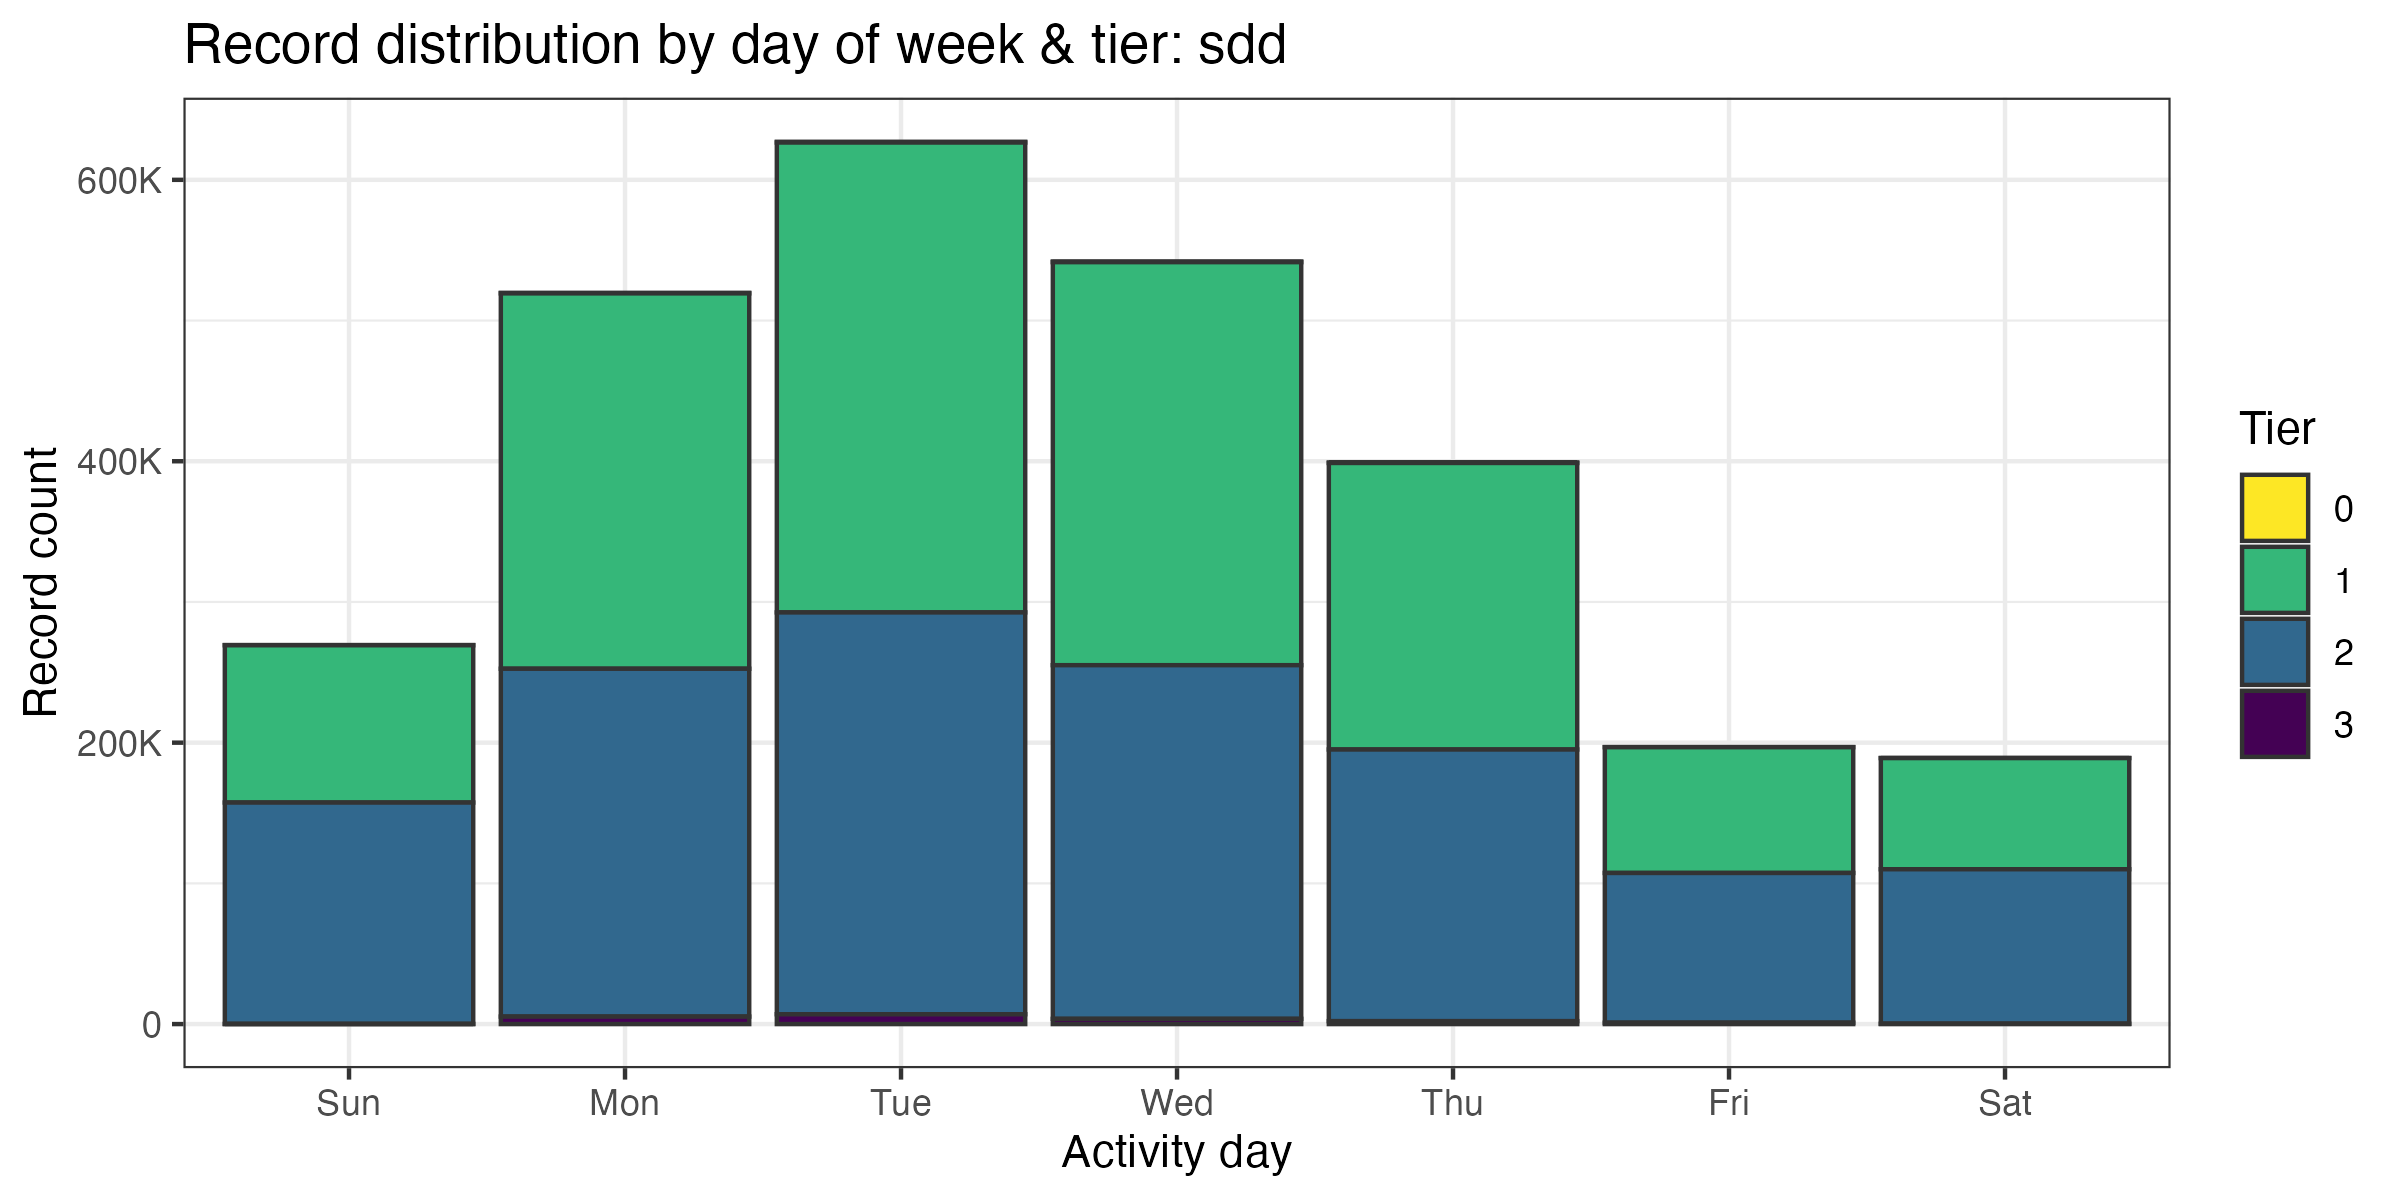 Record distribution by day of week & tier: sdd
Record count
600K
400K
200K
0
Sun Mon Tue Wed Thu Fri Sat
Activity day
Tier
0
1
2
3